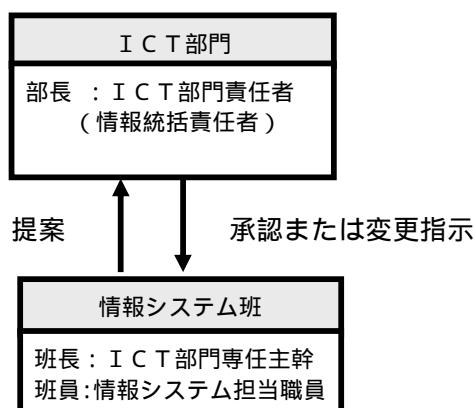 ＩＣＴ部門
部長 ：ＩＣＴ部門責任者
（情報統括責任者）
提案
承認または変更指示
情報システム班
班長：ＩＣＴ部門専任主幹
班員:情報システム担当職員